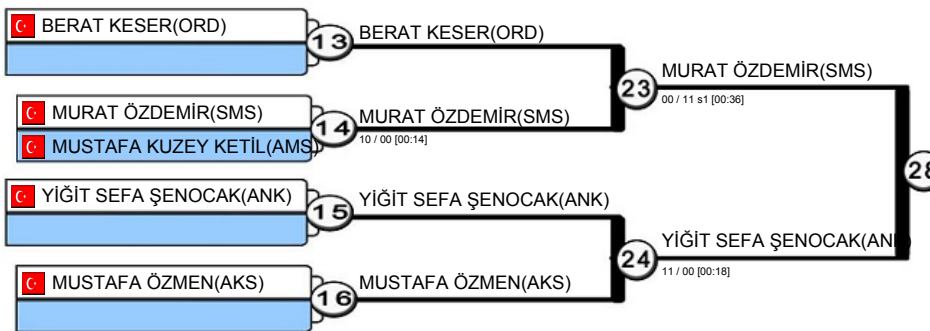 BERAT KESER(ORD)
13
BERAT KESER(ORD)
23
MURAT ÖZDEMİR(SMS)
00 / 11 s1 [00:36]
MURAT ÖZDEMİR(SMS)
14
MURAT ÖZDEMİR(SMS)
10 / 00 [00:14]
MUSTAFA KUZEY KETİL(AMS)
28
YİĞİT SEFA ŞENOCAK(ANK)
15
YİĞİT SEFA ŞENOCAK(ANK)
24
YİĞİT SEFA ŞENOCAK(ANK)
11 / 00 [00:18]
MUSTAFA ÖZMEN(AKS)
16
MUSTAFA ÖZMEN(AKS)